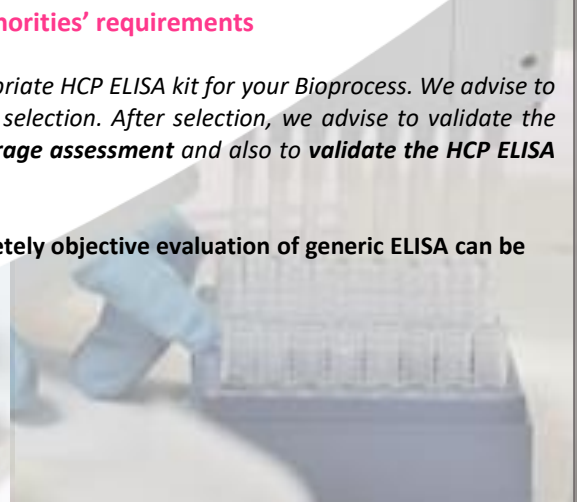 norities’ requirements
priate HCP ELISA kit for your Bioprocess. We advise to
selection. After selection, we advise to validate the
rage assessment and also to validate the HCP ELISA
etely objective evaluation of generic ELISA can be